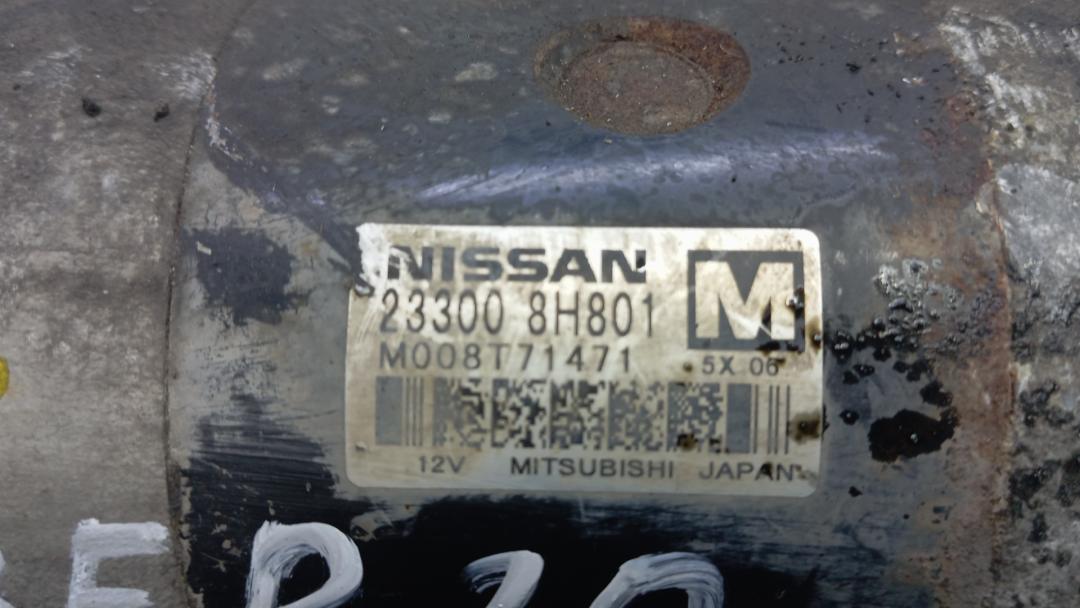 NISSAN
23300 8H801
M
M008T71471
5X 06
12V MITSUBISHI JAPAN